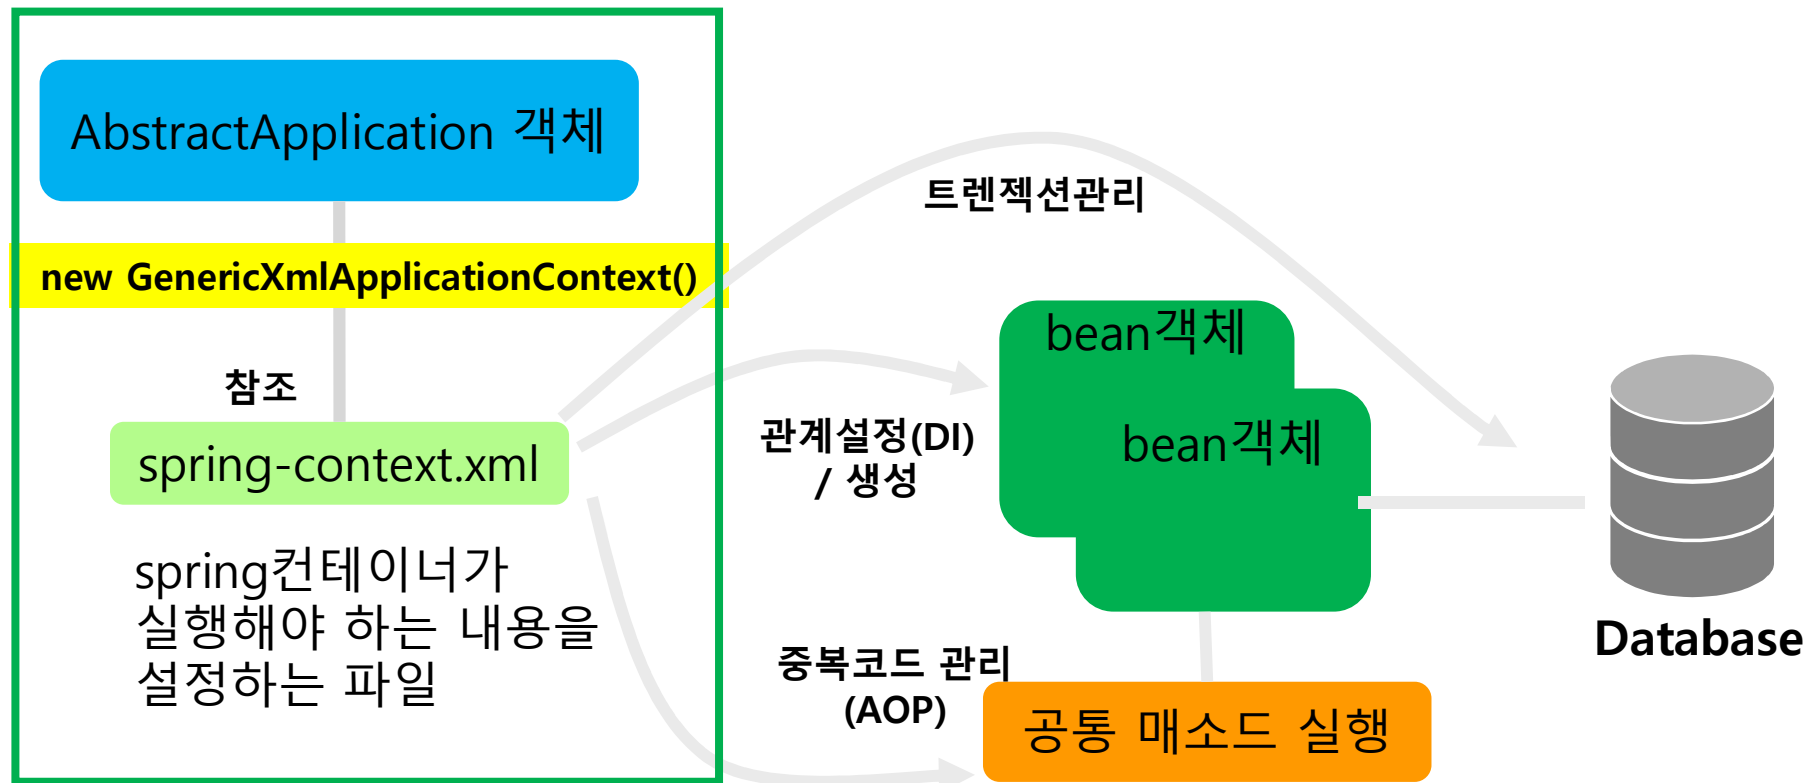 AbstractApplication 객체
new GenericXmlApplicationContext()
참조
spring-context.xml
spring컨테이너가
실행해야 하는 내용을
설정하는 파일
트렌젝션관리
관계설정(DI)
/ 생성
bean객체
bean객체
중복코드 관리
(AOP)
공통 매소드 실행
Database